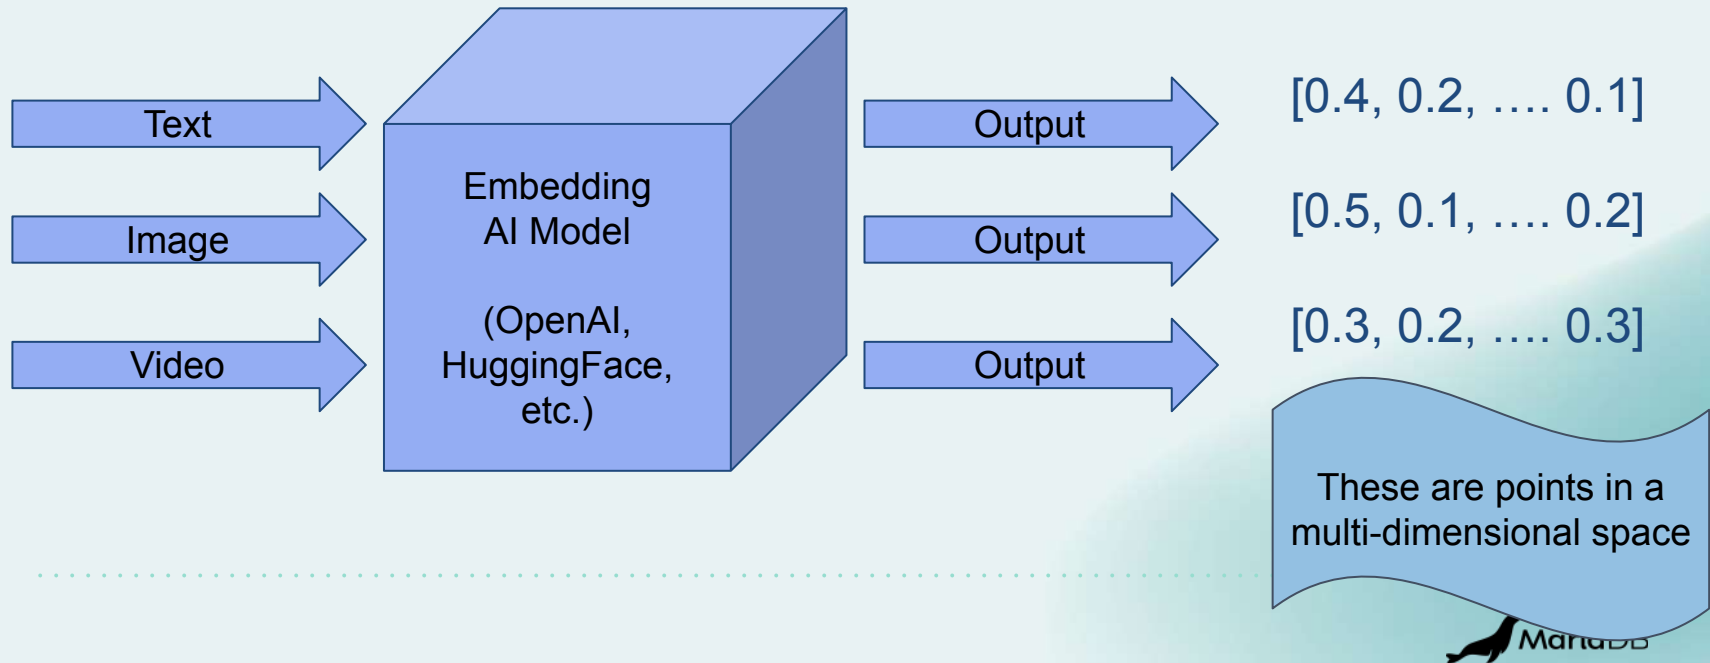 Text
Image
Video
Embedding
AI Model
(OpenAI,
HuggingFace,
etc.)
Output
Output
Output
[0.4, 0.2, …. 0.1]
[0.5, 0.1, …. 0.2]
[0.3, 0.2, …. 0.3]
These are points in a
multi-dimensional space
MariaDB